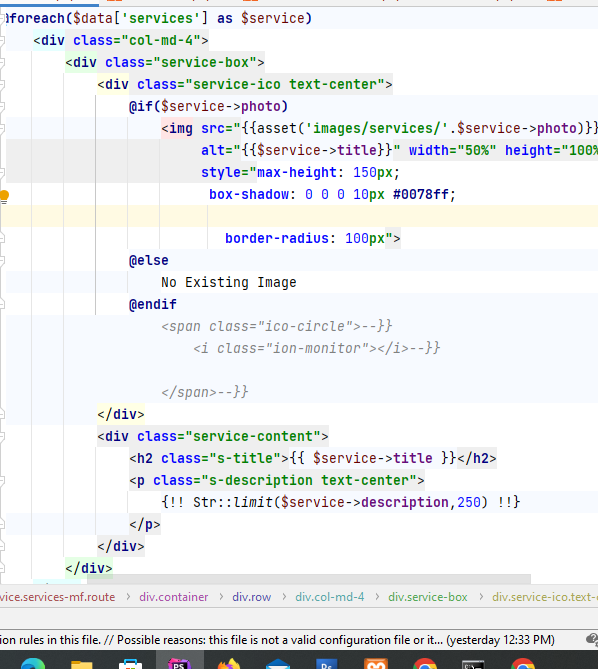 @foreach($data['services'] as $service)
<div class="col-md-4">
<div class="service-box">
<div class="service-ico text-center">
@if($service->photo)
<img src="{{asset('images/services/'.$service->photo)}}
alt="{{$service->title}}" width="50%" height="100%
style="max-height: 150px;
box-shadow: 0 0 0 10px #0078ff;
border-radius: 100px">
@else
No Existing Image
@endif
<span class="ico-circle">--}}
<i class="ion-monitor"></i>--}}
</span>--}}
</div>
<div class="service-content">
<h2 class="s-title">{{ $service->title }}</h2>
<p class="s-description text-center">
{!! Str::limit($service->description,250) !!}
</p>
</div>
</div>
vice.services-mf.route > div.container > div.row > div.col-md-4 > div.service-box > div.service-ico.text-c
ion rules in this file. // Possible reasons: this file is not a valid configuration file or it... (yesterday 12:33 PM)
PS
Ps